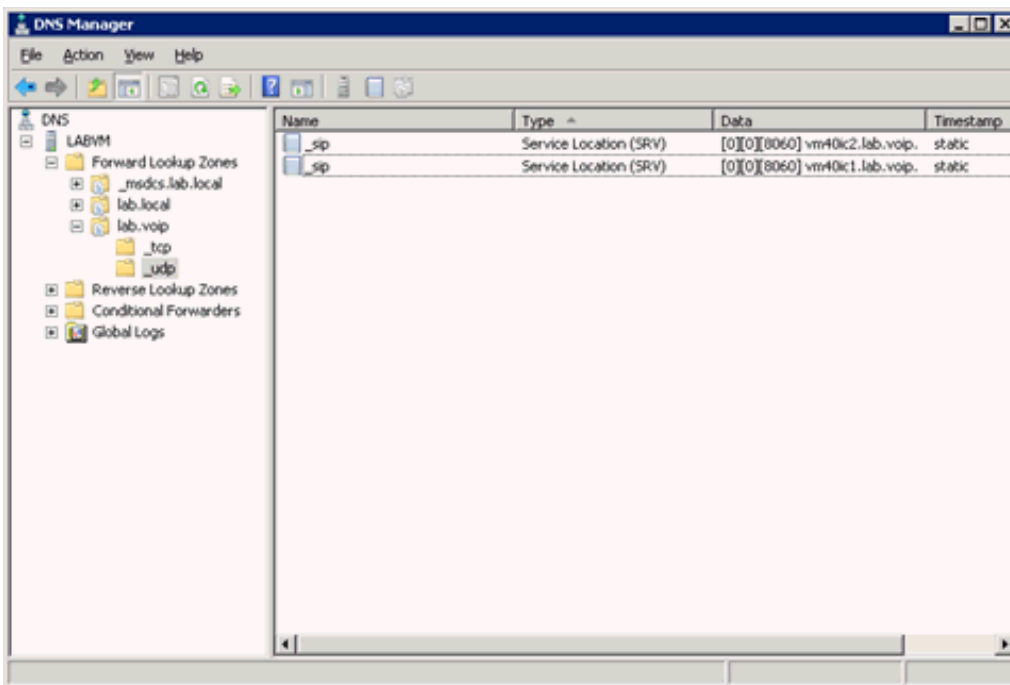 DNS Manager
File Action View Help
DNS
LABVM
Forward Lookup Zones
_msdcs.lab.local
lab.local
lab.voip
_tcp
_udp
Reverse Lookup Zones
Conditional Forwarders
Global Logs
Name Type Data Timestamp
_sip Service Location (SRV) [0][0][8060] vm40ic2.lab.voip. static
_sip Service Location (SRV) [0][0][8060] vm40ic1.lab.voip. static